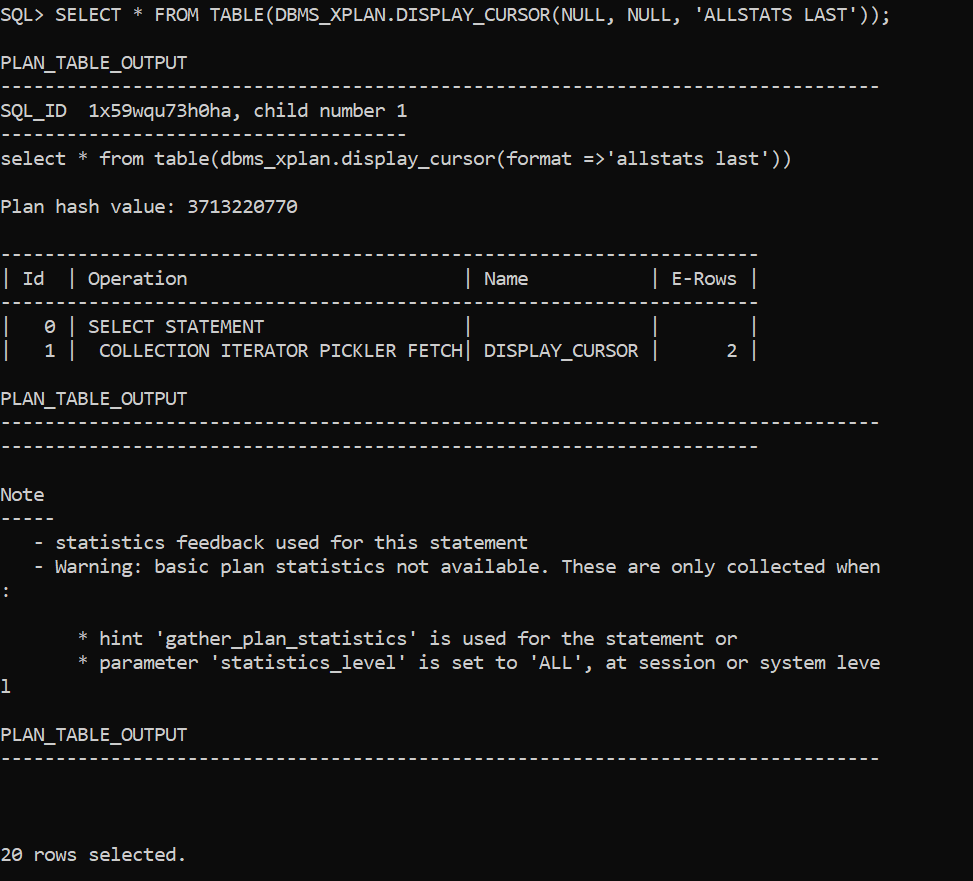 SQL> SELECT * FROM TABLE(DBMS_XPLAN.DISPLAY_CURSOR(NULL, NULL, 'ALLSTATS LAST'));
PLAN_TABLE_OUTPUT
--------------------------------------------------------------------------------
SQL_ID  1x59wqu73h0ha, child number 1
-------------------------------------
select * from table(dbms_xplan.display_cursor(format =>'allstats last'))
Plan hash value: 3713220770
---------------------------------------------------------------------
| Id  | Operation                         | Name           | E-Rows |
---------------------------------------------------------------------
|   0 | SELECT STATEMENT                  |                |        |
|   1 |  COLLECTION ITERATOR PICKLER FETCH| DISPLAY_CURSOR |      2 |
PLAN_TABLE_OUTPUT
--------------------------------------------------------------------------------
---------------------------------------------------------------------
Note
-----
   - statistics feedback used for this statement
   - Warning: basic plan statistics not available. These are only collected when
:
       * hint 'gather_plan_statistics' is used for the statement or
       * parameter 'statistics_level' is set to 'ALL', at session or system leve
l
PLAN_TABLE_OUTPUT
--------------------------------------------------------------------------------
20 rows selected.